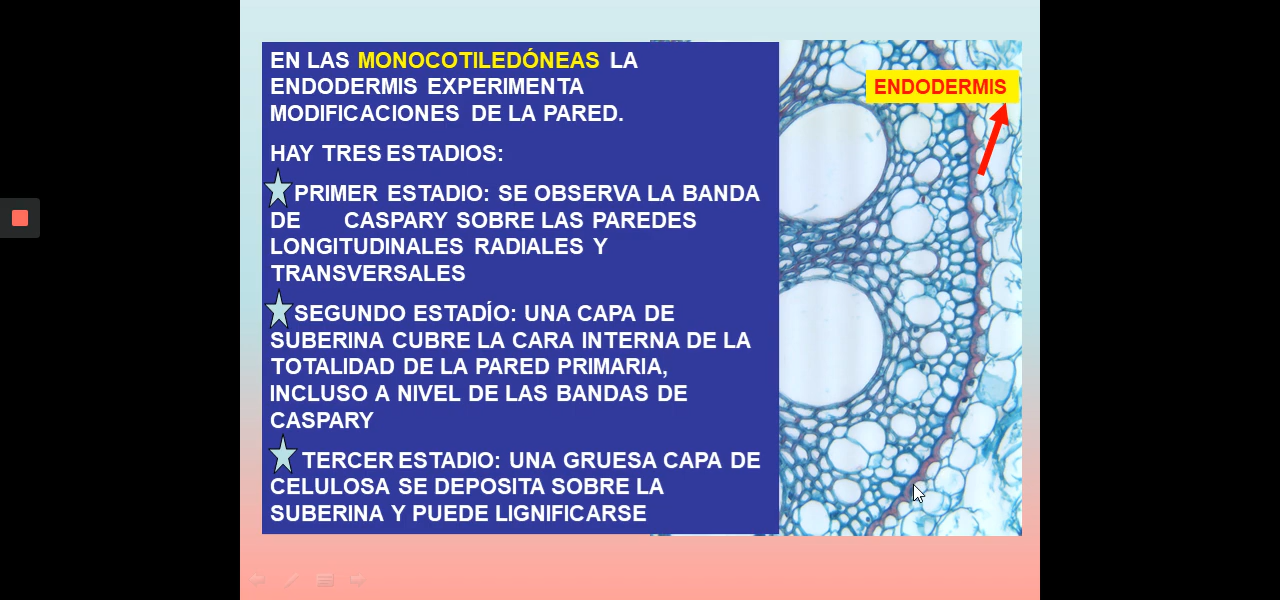 EN LAS MONOCOTILEDÓNEAS LA
ENDODERMIS EXPERIMENTA
MODIFICACIONES DE LA PARED.
HAY TRES ESTADIOS:
PRIMER ESTADIO: SE OBSERVA LA BANDA
DE CASPARY SOBRE LAS PAREDES
LONGITUDINALES RADIALES Y
TRANSVERSALES
SEGUNDO ESTADÍO: UNA CAPA DE
SUBERINA CUBRE LA CARA INTERNA DE LA
TOTALIDAD DE LA PARED PRIMARIA,
INCLUSO A NIVEL DE LAS BANDAS DE
CASPARY
TERCER ESTADIO: UNA GRUESA CAPA DE
CELULOSA SE DEPOSITA SOBRE LA
SUBERINA Y PUEDE LIGNIFICARSE
ENDODERMIS